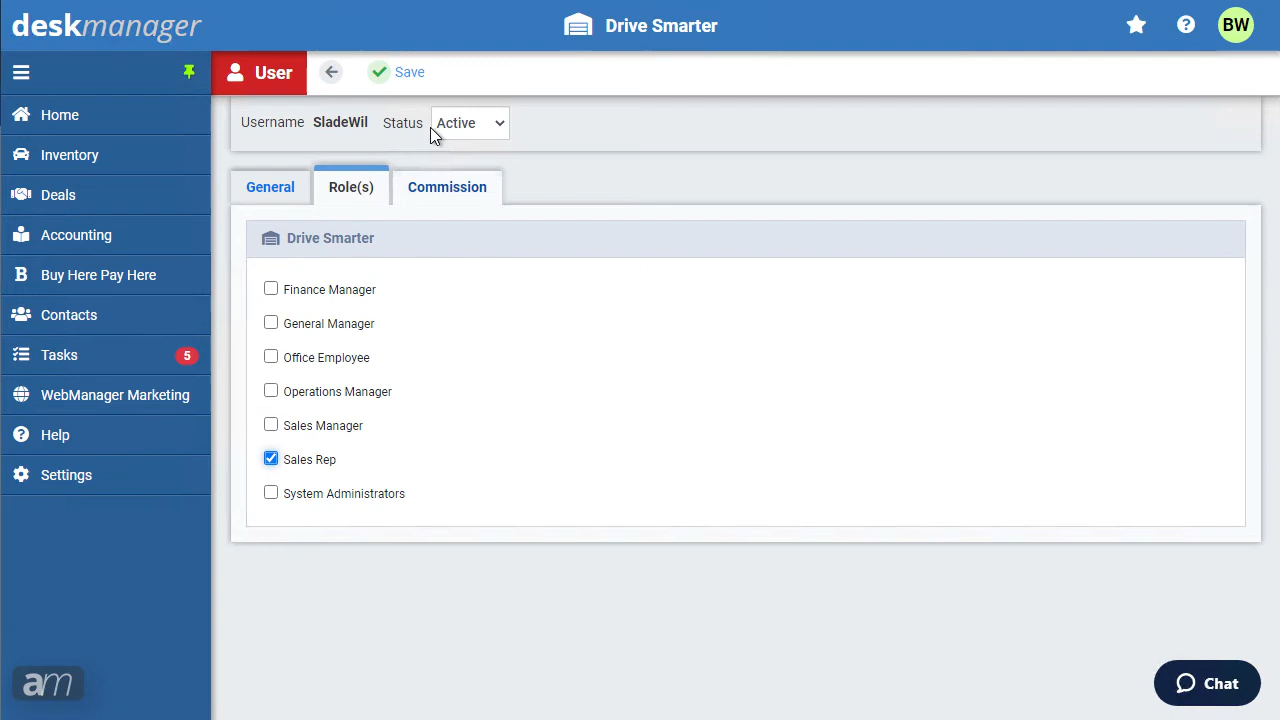 deskmanager
Drive Smarter
BW
User
Save
Home
Inventory
Deals
Accounting
Buy Here Pay Here
Contacts
Tasks 5
WebManager Marketing
Help
Settings
am
Username SladeWil Status Active
General Role(s) Commission
Drive Smarter
Finance Manager
General Manager
Office Employee
Operations Manager
Sales Manager
Sales Rep
System Administrators
Chat